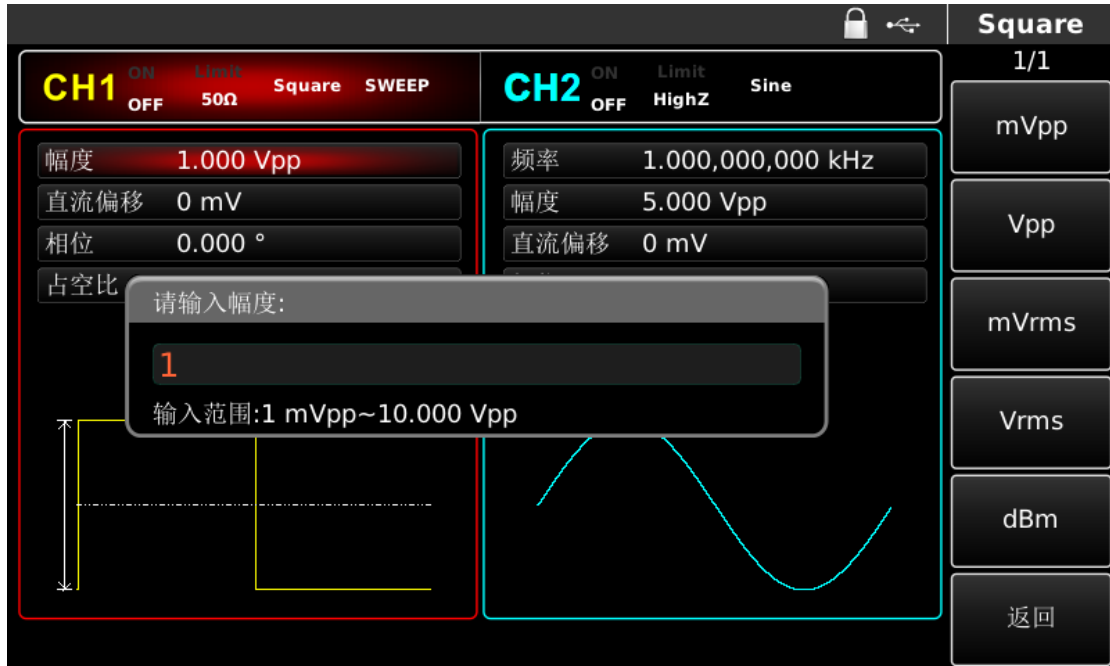 Square
1/1
CH1 ON OFF Limit 50Ω Square SWEEP
CH2 ON OFF Limit HighZ Sine
幅度 1.000 Vpp
直流偏移 0 mV
相位 0.000 °
占空比
频率 1.000,000,000 kHz
幅度 5.000 Vpp
直流偏移 0 mV
请输入幅度:
1
输入范围:1 mVpp~10.000 Vpp
mVpp
Vpp
mVrms
Vrms
dBm
返回